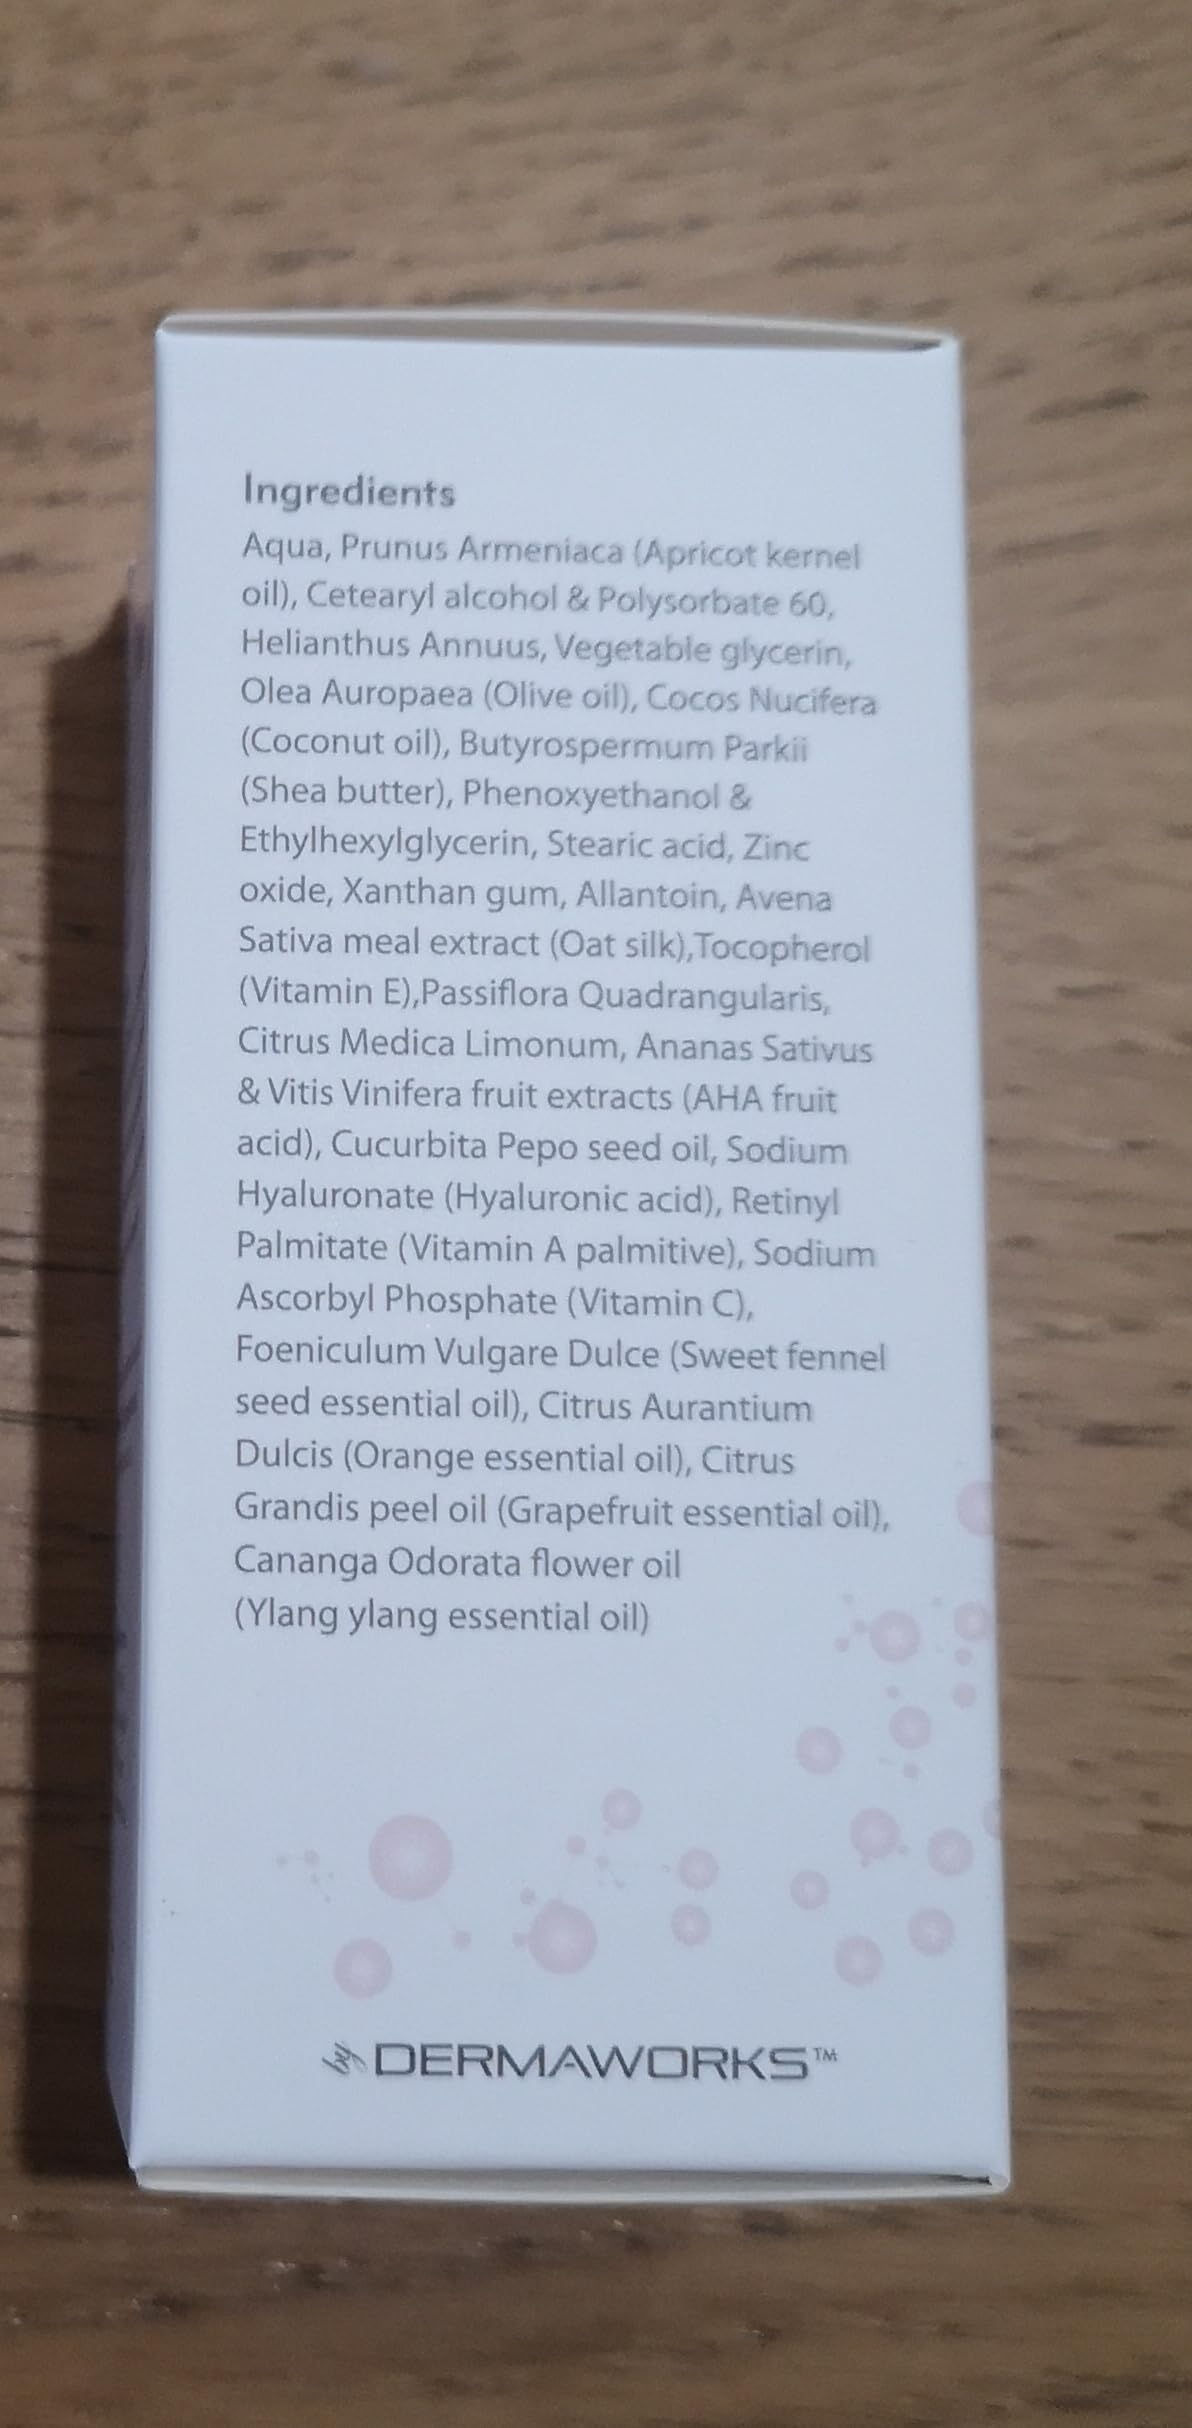 Ingredients
Aqua, Prunus Armeniaca (Apricot kernel
oil), Cetearyl alcohol & Polysorbate 60,
Helianthus Annuus, Vegetable glycerin,
Olea Auropaea (Olive oil), Cocos Nucifera
(Coconut oil), Butyrospermum Parkii
(Shea butter), Phenoxyethanol &
Ethylhexylglycerin, Stearic acid, Zinc
oxide, Xanthan gum, Allantoin, Avena
Sativa meal extract (Oat silk),Tocopherol
(Vitamin E),Passiflora Quadrangularis,
Citrus Medica Limonum, Ananas Sativus
& Vitis Vinifera fruit extracts (AHA fruit
acid), Cucurbita Pepo seed oil, Sodium
Hyaluronate (Hyaluronic acid), Retinyl
Palmitate (Vitamin A palmitive), Sodium
Ascorbyl Phosphate (Vitamin C),
Foeniculum Vulgare Dulce (Sweet fennel
seed essential oil), Citrus Aurantium
Dulcis (Orange essential oil), Citrus
Grandis peel oil (Grapefruit essential oil),
Cananga Odorata flower oil
(Ylang ylang essential oil)
by DERMAWORKS™